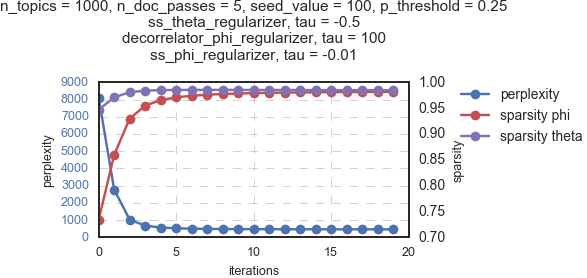 n_topics = 1000, n_doc_passes = 5, seed_value = 100, p_threshold = 0.25
ss_theta_regularizer, tau = -0.5
decorrelator_phi_regularizer, tau = 100
ss_phi_regularizer, tau = -0.01
9000
8000
7000
6000
5000
4000
3000
2000
1000
0
perplexity
0
5
10
15
20
iterations
1.00
0.95
0.90
0.85
0.80
0.75
0.70
sparsity
perplexity
sparsity phi
sparsity theta